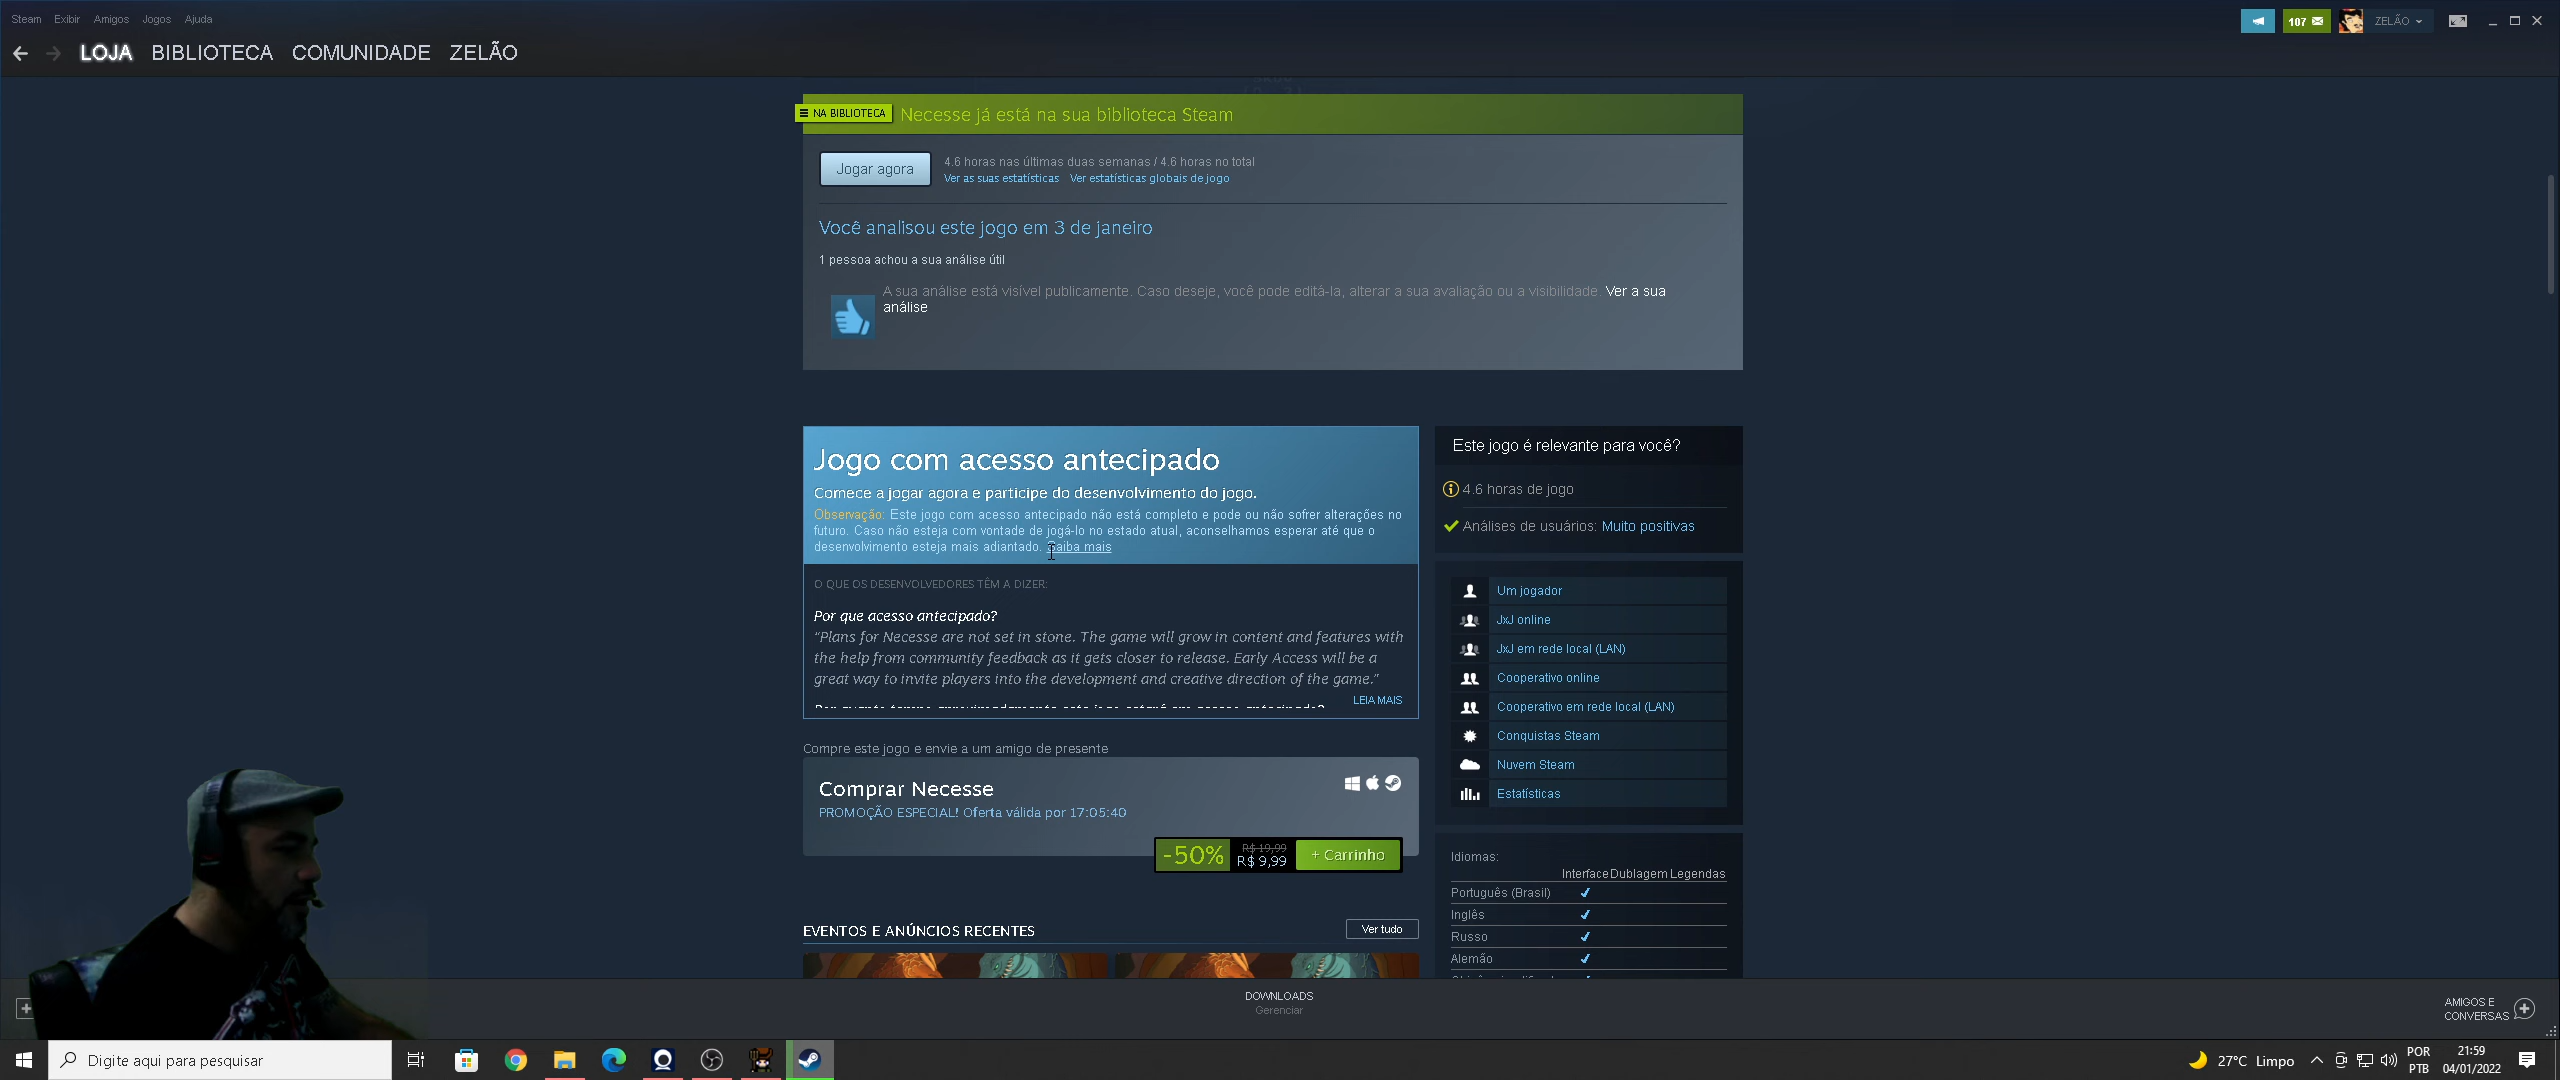 Steam Exibir Amigos Jogos Ajuda
107 ZELÃO
LOJA BIBLIOTECA COMUNIDADE ZELÃO
NA BIBLIOTECA Necesse já está na sua biblioteca Steam
Jogar agora
4.6 horas nas últimas duas semanas / 4.6 horas no total
Ver as suas estatísticas Ver estatísticas globais de jogo
Você analisou este jogo em 3 de janeiro
1 pessoa achou a sua análise útil
A sua análise está visível publicamente. Caso deseje, você pode editá-la, alterar a sua avaliação ou a visibilidade. Ver a sua
análise
Jogo com acesso antecipado
Comece a jogar agora e participe do desenvolvimento do jogo.
Observação: Este jogo com acesso antecipado não está completo e pode ou não sofrer alterações no
futuro. Caso não esteja com vontade de jogá-lo no estado atual, aconselhamos esperar até que o
desenvolvimento esteja mais adiantado. Saiba mais
O QUE OS DESENVOLVEDORES TÊM A DIZER:
Por que acesso antecipado?
"Plans for Necesse are not set in stone. The game will grow in content and features with
the help from community feedback as it gets closer to release. Early Access will be a
great way to invite players into the development and creative direction of the game."
LEIA MAIS
Compre este jogo e envie a um amigo de presente
Comprar Necesse
PROMOÇÃO ESPECIAL! Oferta válida por 17:05:40
-50% R$ 19,99 R$ 9,99 + Carrinho
EVENTOS E ANÚNCIOS RECENTES Ver tudo
Este jogo é relevante para você?
4.6 horas de jogo
Análises de usuários: Muito positivas
Um jogador
JxJ online
JxJ em rede local (LAN)
Cooperativo online
Cooperativo em rede local (LAN)
Conquistas Steam
Nuvem Steam
Estatísticas
Idiomas:
Interface Dublagem Legendas
Português (Brasil)
Inglês
Russo
Alemão
DOWNLOADS
Gerenciar
AMIGOS E
CONVERSAS
Digite aqui para pesquisar
27°C Limpo
POR
PTB
21:59
04/01/2022